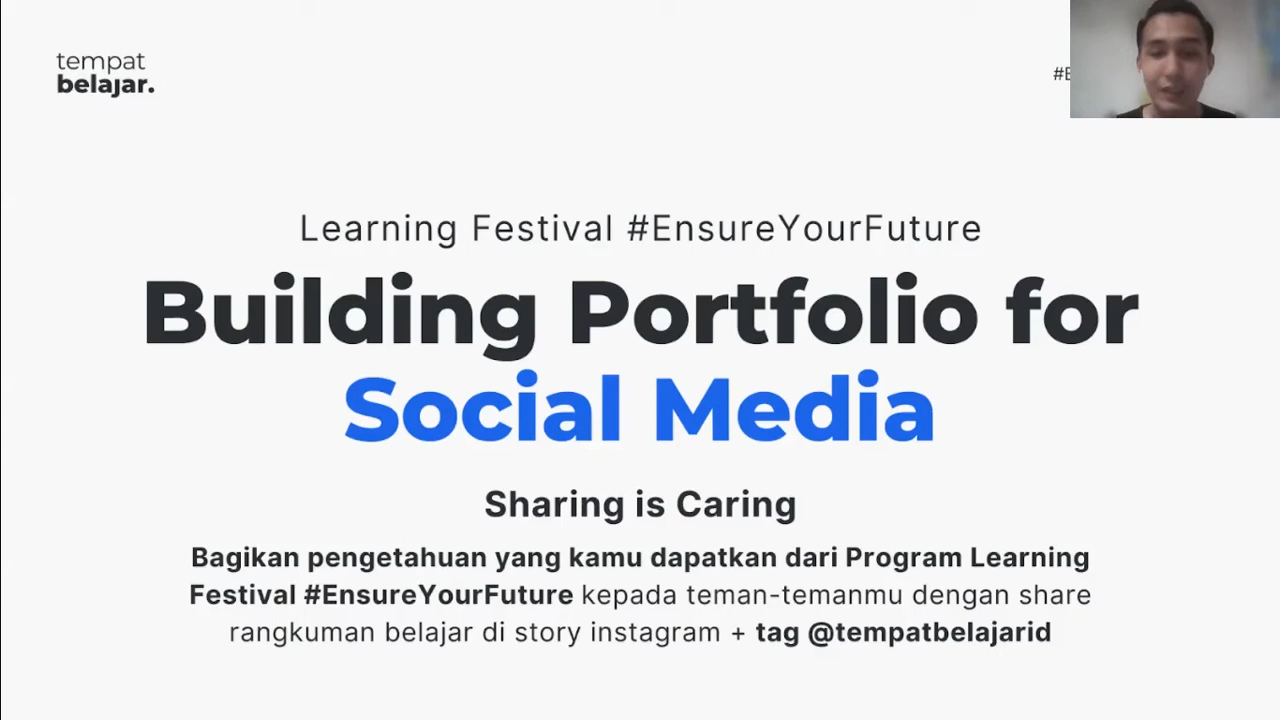 tempat
belajar.
Learning Festival #EnsureYourFuture
Building Portfolio for
Social Media
Sharing is Caring
Bagikan pengetahuan yang kamu dapatkan dari Program Learning
Festival #EnsureYourFuture kepada teman-temanmu dengan share
rangkuman belajar di story instagram + tag @tempatbelajarid